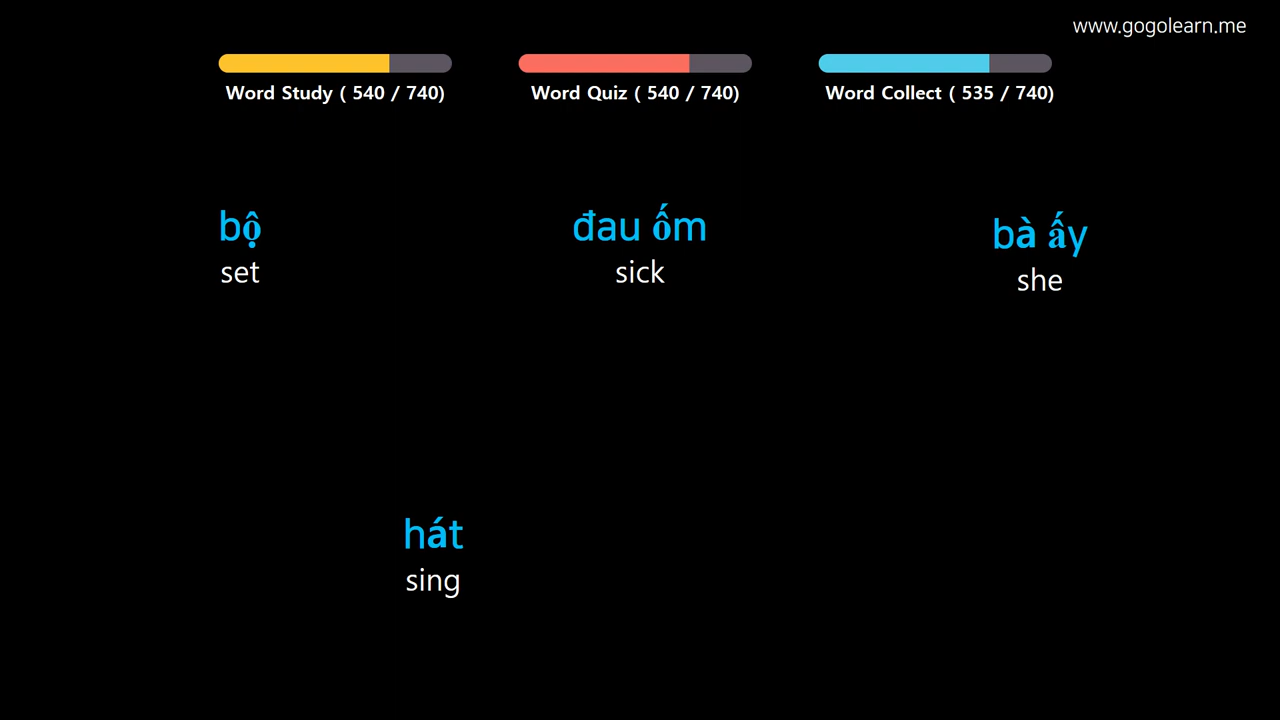 www.gogolearn.me
Word Study ( 540 / 740)
Word Quiz ( 540 / 740)
Word Collect ( 535 / 740)
bộ
set
đau ốm
sick
bà ấy
she
hát
sing